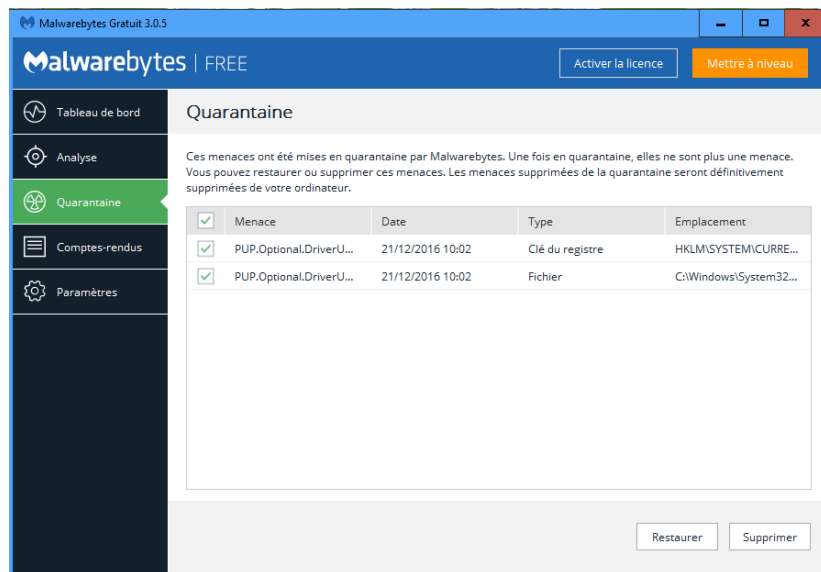 Malwarebytes Gratuit 3.0.5
Malwarebytes | FREE
Activer la licence
Mettre à niveau
Tableau de bord
Analyse
Quarantaine
Comptes-rendus
Paramètres
Quarantaine
Ces menaces ont été mises en quarantaine par Malwarebytes. Une fois en quarantaine, elles ne sont plus une menace.
Vous pouvez restaurer ou supprimer ces menaces. Les menaces supprimées de la quarantaine seront définitivement
supprimées de votre ordinateur.
Menace Date Type Emplacement
PUP.Optional.DriverU... 21/12/2016 10:02 Clé du registre HKLM\SYSTEM\CURRE...
PUP.Optional.DriverU... 21/12/2016 10:02 Fichier C:\Windows\System32...
Restaurer
Supprimer